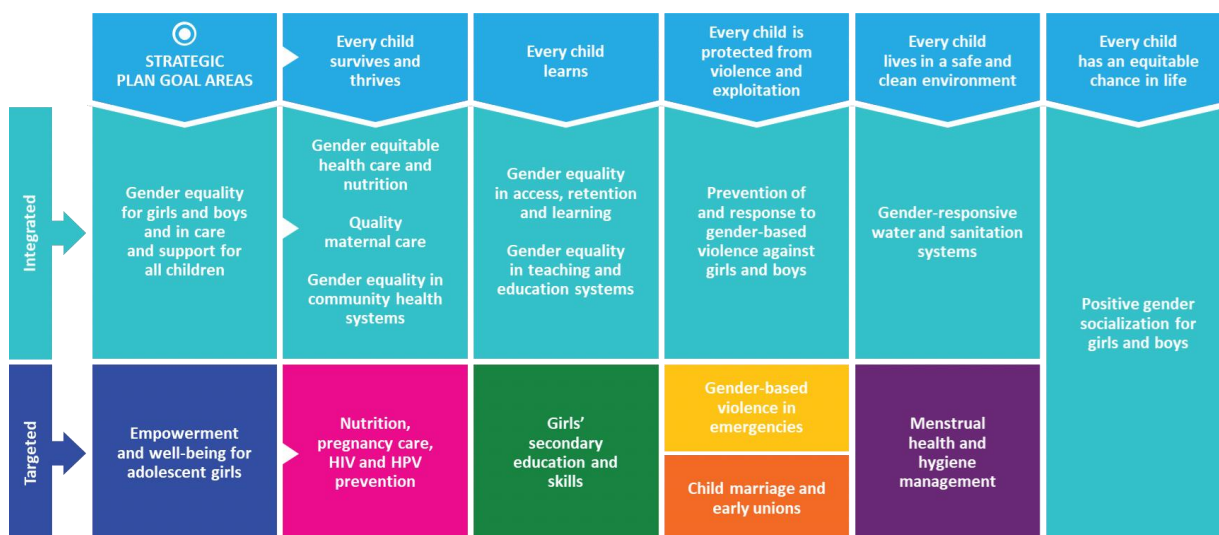 STRATEGIC
PLAN GOAL AREAS
Every child
survives and
thrives
Every child
learns
Every child is
protected from
violence and
exploitation
Every child
lives in a safe and
clean environment
Every child
has an equitable
chance in life
Integrated
Gender equality
for girls and boys
and in care
and support for
all children
Gender equitable
health care and
nutrition
Quality
maternal care
Gender equality in
community health
systems
Gender equality
in access, retention
and learning
Gender equality
in teaching and
education systems
Prevention of
and response to
gender-based
violence against
girls and boys
Gender-responsive
water and sanitation
systems
Positive gender
socialization for
girls and boys
Targeted
Empowerment
and well-being for
adolescent girls
Nutrition,
pregnancy care,
HIV and HPV
prevention
Girls’
secondary
education and
skills
Gender-based
violence in
emergencies
Child marriage and
early unions
Menstrual
health and
hygiene
management